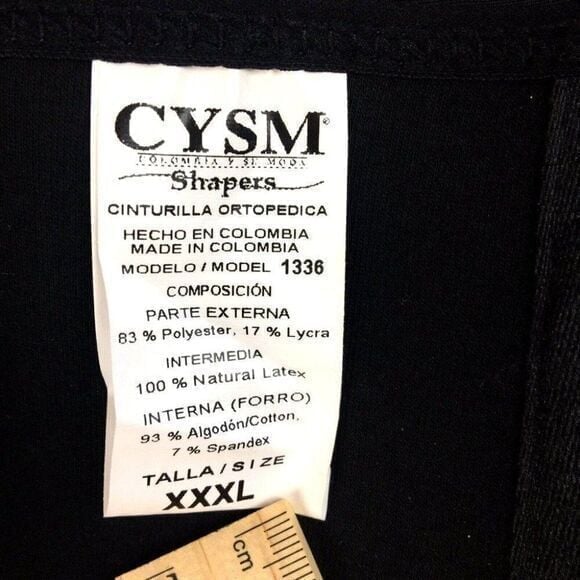 CYSM®
COLOMBIA Y SU MODA
Shapers
CINTURILLA ORTOPEDICA
HECHO EN COLOMBIA
MADE IN COLOMBIA
MODELO / MODEL 1336
COMPOSICIÓN
PARTE EXTERNA
83 % Polyester, 17 % Lycra
INTERMEDIA
100 % Natural Latex
INTERNA (FORRO)
93 % Algodón/Cotton,
7 % Spandex
TALLA / SIZE
XXXL
cm